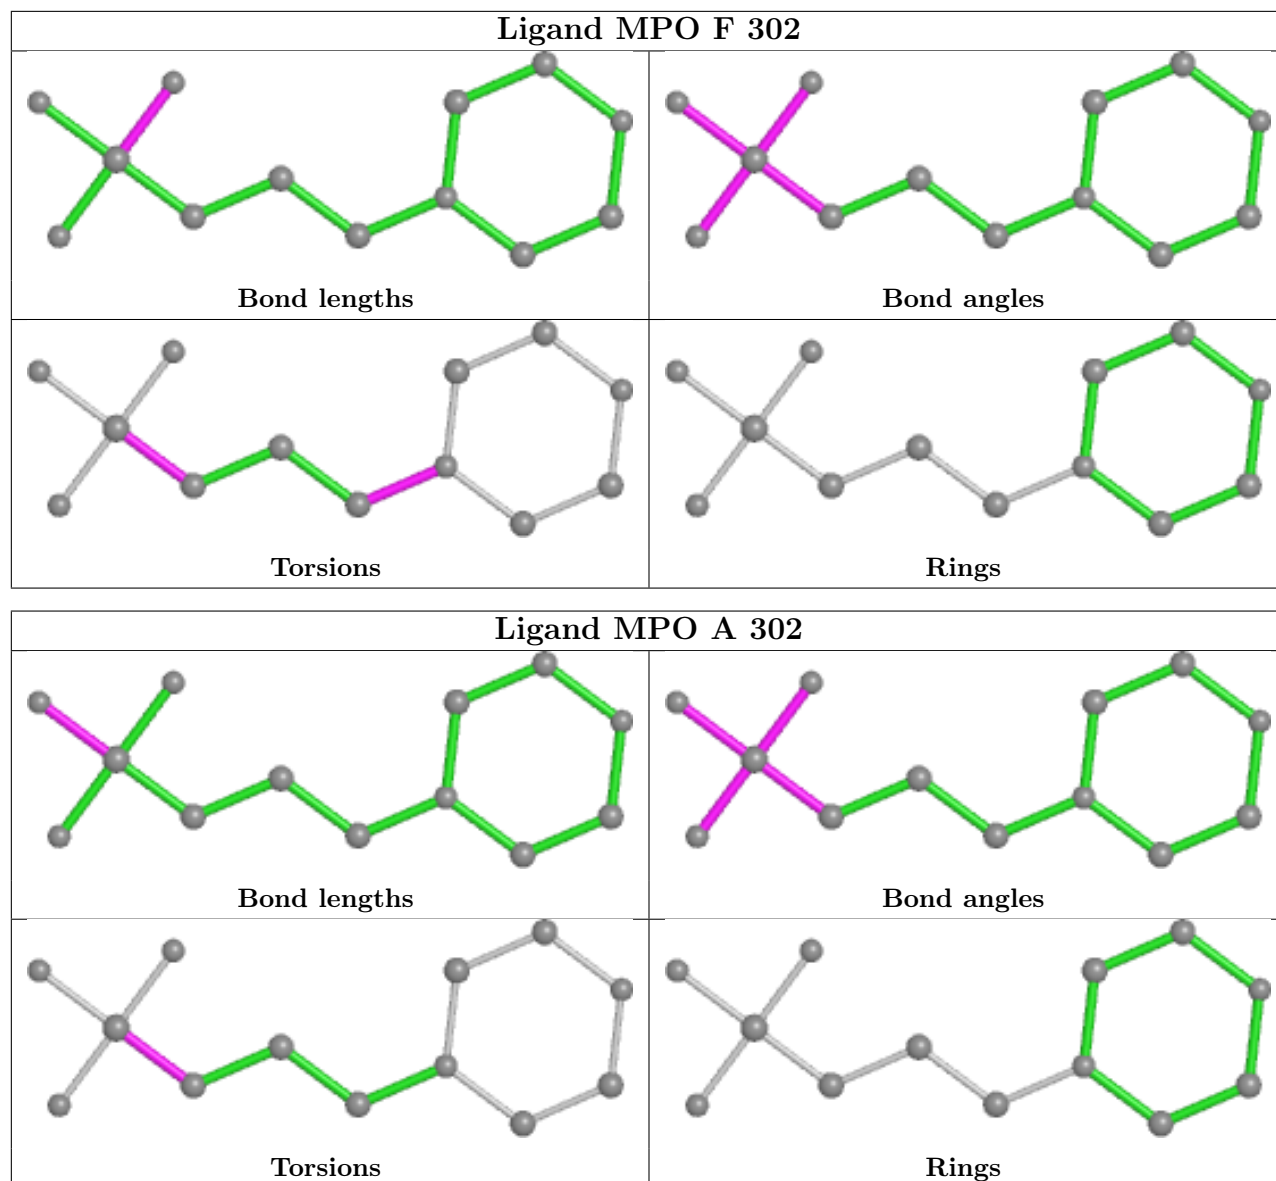 Ligand MPO F 302
Bond lengths
Bond angles
Torsions
Rings
Ligand MPO A 302
Bond lengths
Bond angles
Torsions
Rings